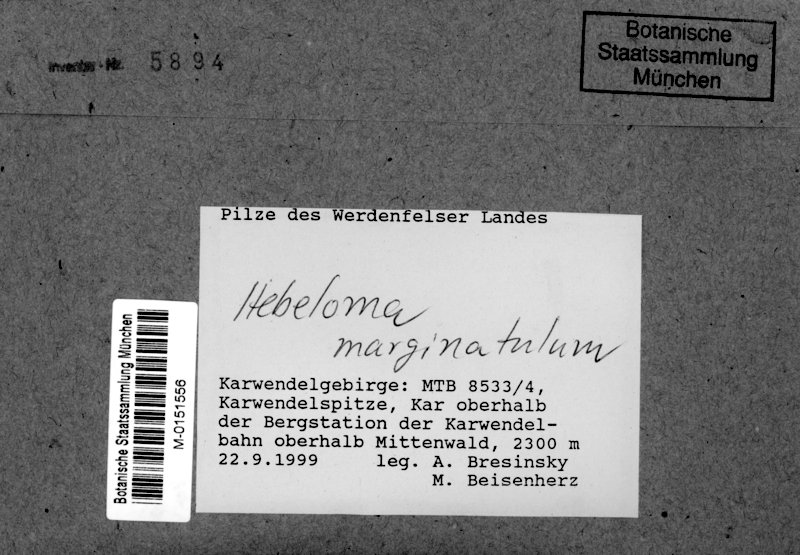 Inventar-Nr. 5894
Botanische
Staatssammlung
München
Pilze des Werdenfelser Landes
Hebeloma
marginatulum
Karwendelgebirge: MTB 8533/4,
Karwendelspitze, Kar oberhalb
der Bergstation der Karwendel-
bahn oberhalb Mittenwald, 2300 m
22.9.1999 leg. A. Bresinsky
M. Beisenherz
Botanische Staatssammlung München
M-0151556